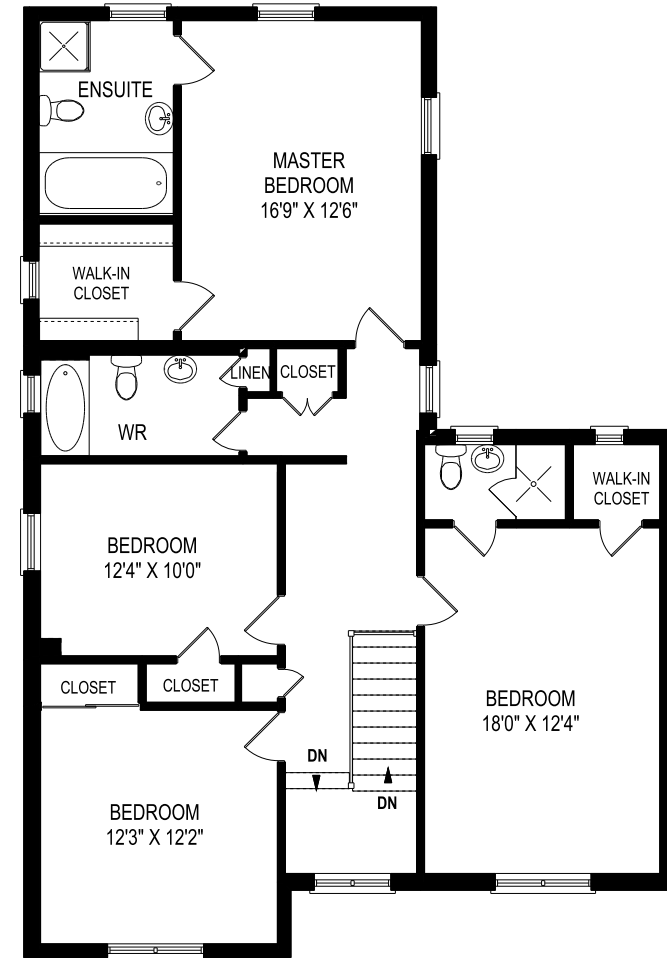 ENSUITE
MASTER
BEDROOM
16'9" X 12'6"
WALK-IN
CLOSET
LINEN
CLOSET
WR
WALK-IN
CLOSET
BEDROOM
12'4" X 10'0"
CLOSET
CLOSET
BEDROOM
18'0" X 12'4"
DN
DN
BEDROOM
12'3" X 12'2"